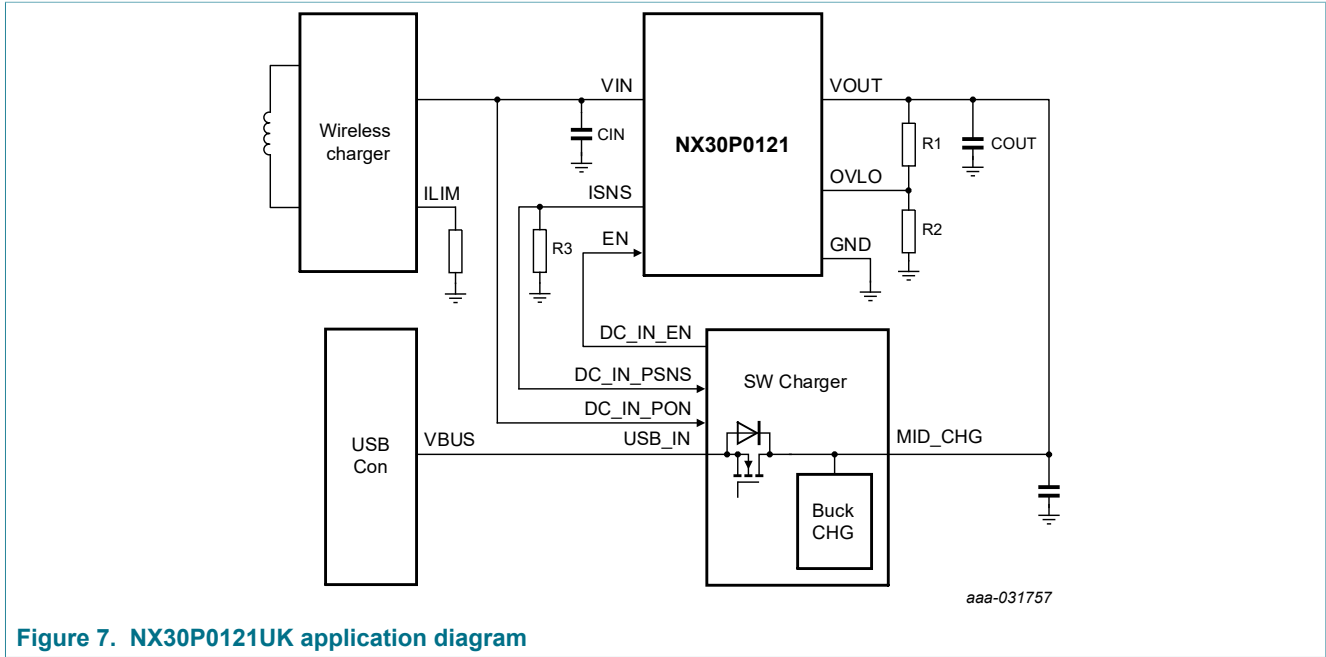 VIN
VOUT
Wireless
charger
CIN
NX30P0121
R1
COUT
ILIM
ISNS
OVLO
R3
EN
R2
GND
DC_IN_EN
DC_IN_PSNS
SW Charger
DC_IN_PON
USB
Con
VBUS
USB_IN
MID_CHG
Buck
CHG
aaa-031757
Figure 7. NX30P0121UK application diagram